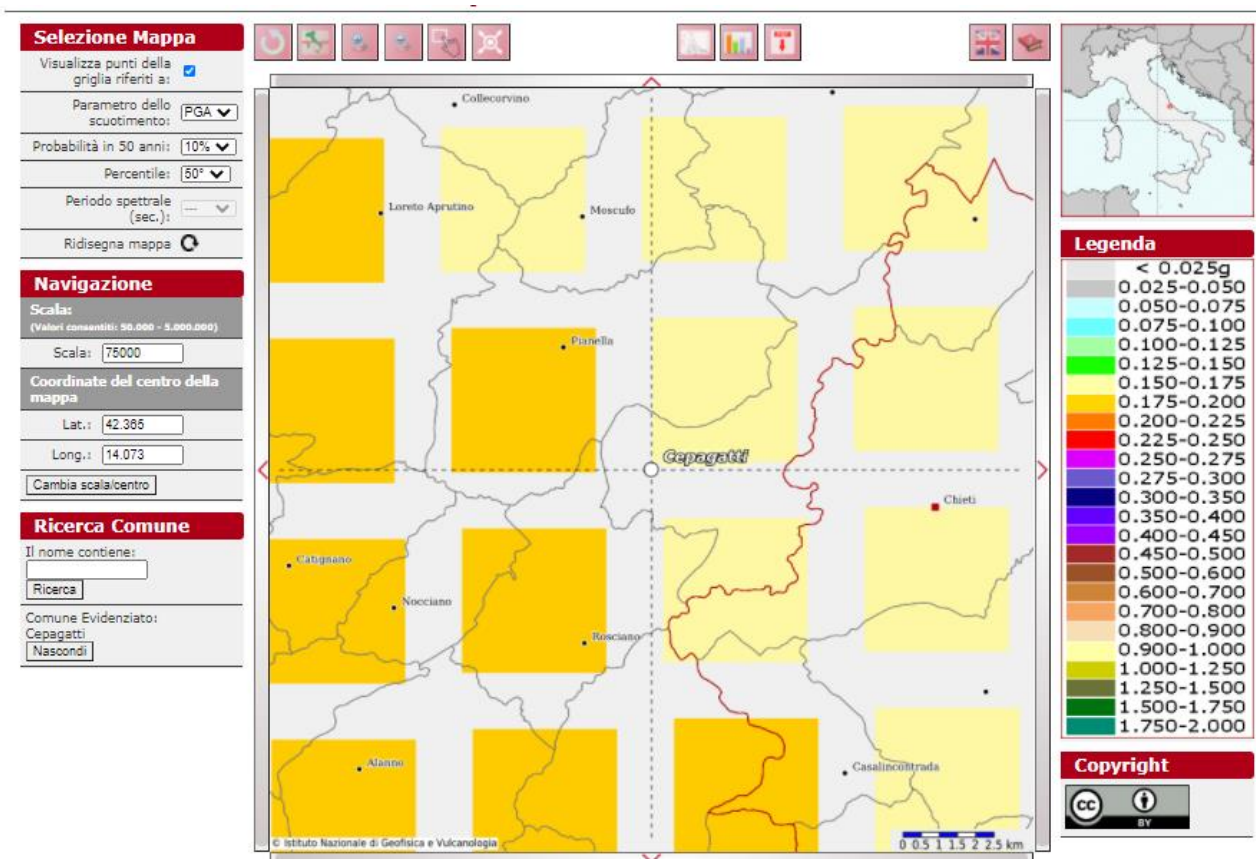 Selezione Mappa
Visualizza punti della
griglia riferiti a:
Parametro dello
scuotimento: PGA
Probabilità in 50 anni: 10%
Percentile: 50°
Periodo spettrale
(sec.): ---
Ridisegna mappa
Navigazione
Scala:
(Valori consentiti: 50.000 - 5.000.000)
Scala: 75000
Coordinate del centro della
mappa
Lat.: 42.365
Long.: 14.073
Cambia scala/centro
Ricerca Comune
Il nome contiene:
Ricerca
Comune Evidenziato:
Cepagatti
Nascondi
Collecorvino
Loreto Aprutino
Moscufo
Pianella
Cepagatti
Chieti
Catignano
Nocciano
Rosciano
Alanno
Casalincontrada
© Istituto Nazionale di Geofisica e Vulcanologia
0 0.5 1 1.5 2 2.5 km
Legenda
< 0.025g
0.025-0.050
0.050-0.075
0.075-0.100
0.100-0.125
0.125-0.150
0.150-0.175
0.175-0.200
0.200-0.225
0.225-0.250
0.250-0.275
0.275-0.300
0.300-0.350
0.350-0.400
0.400-0.450
0.450-0.500
0.500-0.600
0.600-0.700
0.700-0.800
0.800-0.900
0.900-1.000
1.000-1.250
1.250-1.500
1.500-1.750
1.750-2.000
Copyright
cc
BY